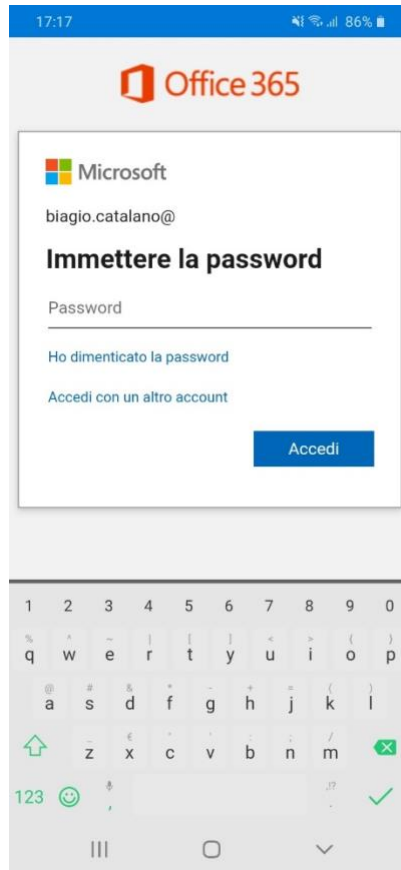 17:17 86%
Office 365
Microsoft
biagio.catalano@
Immettere la password
Password
Ho dimenticato la password
Accedi con un altro account
Accedi
1 2 3 4 5 6 7 8 9 0
q w e r t y u i o p
a s d f g h j k l
z x c v b n m
123 , .